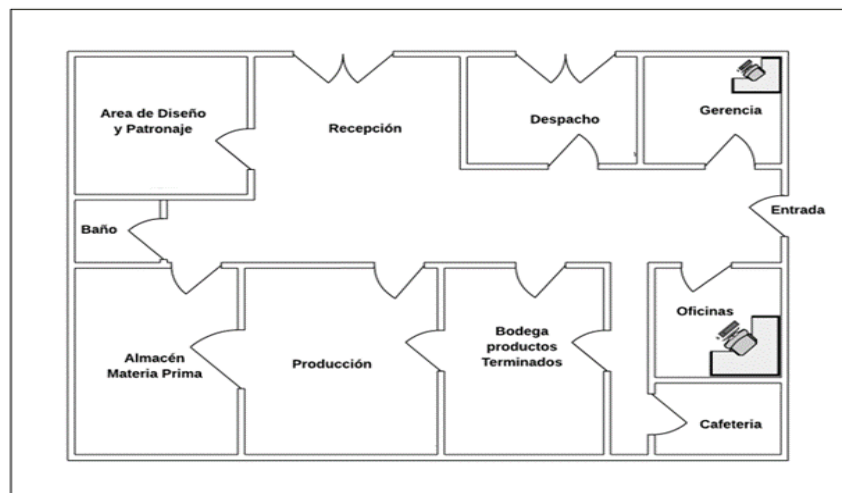 Area de Diseño
y Patronaje
Recepción
Despacho
Gerencia
Baño
Entrada
Almacén
Materia Prima
Producción
Bodega
productos
Terminados
Oficinas
Cafeteria